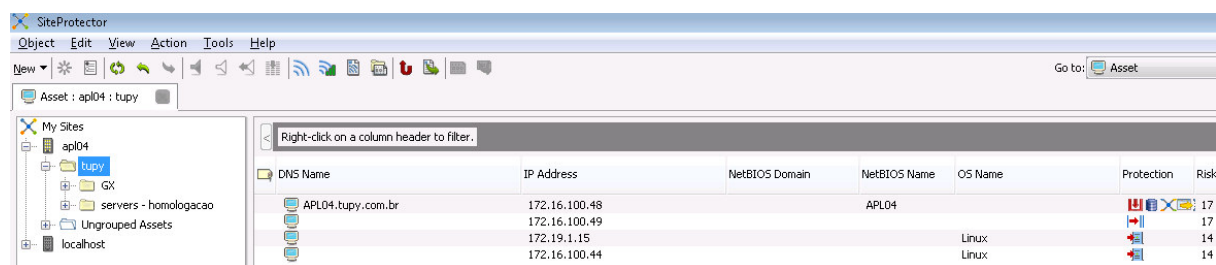 SiteProtector
Object Edit View Action Tools Help
New
Go to: Asset
Asset : apl04 : tupy
My Sites
apl04
tupy
GX
servers - homologacao
Ungrouped Assets
localhost
Right-click on a column header to filter.
DNS Name IP Address NetBIOS Domain NetBIOS Name OS Name Protection Risk
APL04.tupy.com.br 172.16.100.48 APL04 17
172.16.100.49 17
172.19.1.15 Linux 14
172.16.100.44 Linux 14